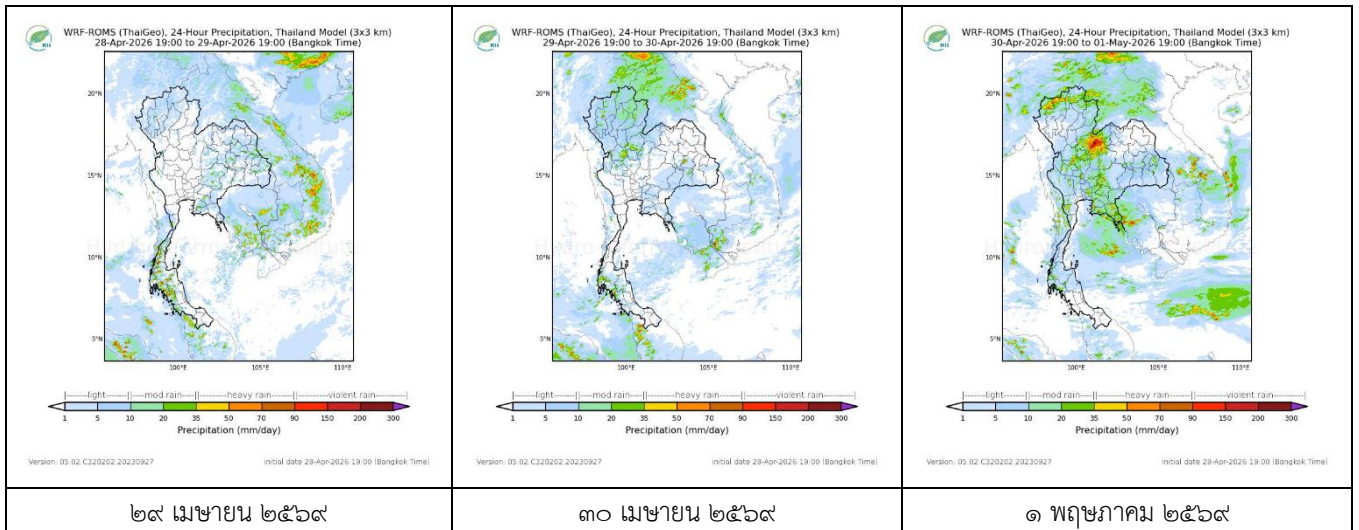 WRF-ROMS (ThaiGeo), 24-Hour Precipitation, Thailand Model (3x3 km)
28-Apr-2026 19:00 to 29-Apr-2026 19:00 (Bangkok Time)
HII
20°N
15°N
10°N
5°N
100°E 105°E 110°E
|------light------||---mod.rain---||------heavy rain------||------violent rain------|
1 5 10 20 35 50 70 90 150 200 300
Precipitation (mm/day)
Version: 05.02.C320202.20230927 initial date 28-Apr-2026 19:00 (Bangkok Time)
๒๙ เมษายน ๒๕๖๙
WRF-ROMS (ThaiGeo), 24-Hour Precipitation, Thailand Model (3x3 km)
29-Apr-2026 19:00 to 30-Apr-2026 19:00 (Bangkok Time)
HII
20°N
15°N
10°N
5°N
100°E 105°E 110°E
|------light------||---mod.rain---||------heavy rain------||------violent rain------|
1 5 10 20 35 50 70 90 150 200 300
Precipitation (mm/day)
Version: 05.02.C320202.20230927 initial date 28-Apr-2026 19:00 (Bangkok Time)
๓๐ เมษายน ๒๕๖๙
WRF-ROMS (ThaiGeo), 24-Hour Precipitation, Thailand Model (3x3 km)
30-Apr-2026 19:00 to 01-May-2026 19:00 (Bangkok Time)
HII
20°N
15°N
10°N
5°N
100°E 105°E 110°E
|------light------||---mod.rain---||------heavy rain------||------violent rain------|
1 5 10 20 35 50 70 90 150 200 300
Precipitation (mm/day)
Version: 05.02.C320202.20230927 initial date 28-Apr-2026 19:00 (Bangkok Time)
๑ พฤษภาคม ๒๕๖๙